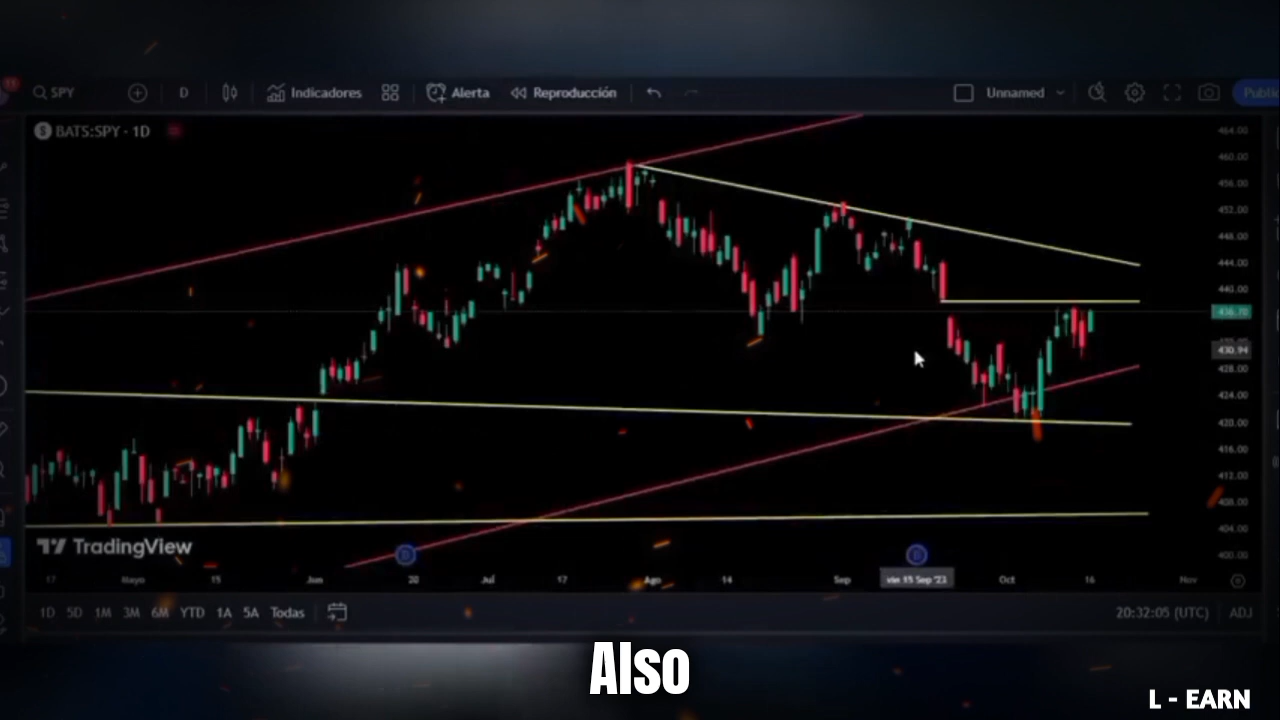 SPY
D
Indicadores
Alerta
Reproducción
Unnamed
BATS:SPY · 1D
464.00
460.00
456.00
452.00
448.00
444.00
440.00
436.70
430.94
428.00
424.00
420.00
416.00
412.00
408.00
404.00
400.00
TradingView
17 Mayo 15 Jun 20 Jul 17 Ago 14 Sep vie 15 Sep '23 Oct 16 Nov
1D 5D 1M 3M 6M YTD 1A 5A Todas
20:32:05 (UTC)
ADJ
Also
L - EARN